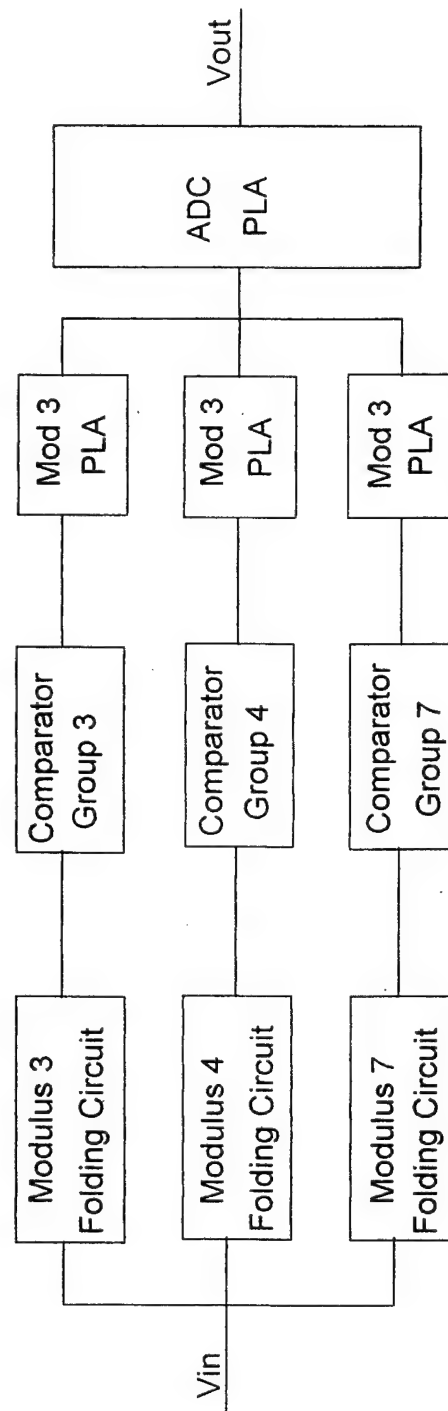 Vin
Modulus 3
Folding Circuit
Comparator
Group 3
Mod 3
PLA
Modulus 4
Folding Circuit
Comparator
Group 4
Mod 3
PLA
Modulus 7
Folding Circuit
Comparator
Group 7
Mod 3
PLA
ADC
PLA
Vout